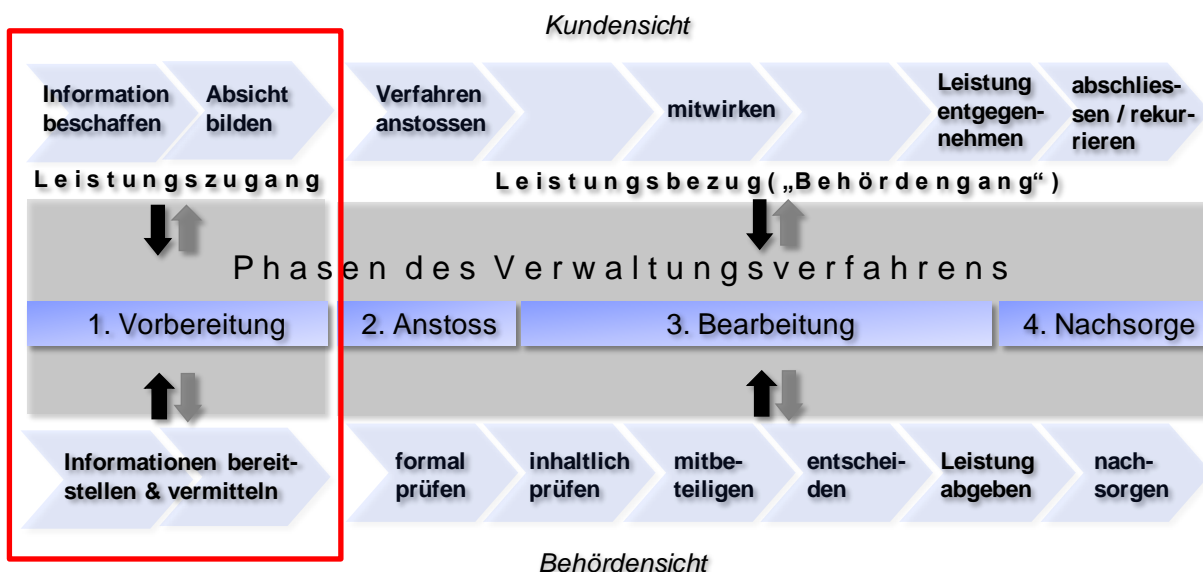 Kundensicht
Information
beschaffen
Absicht
bilden
Verfahren
anstossen
mitwirken
Leistung
entgegen-
nehmen
abschlies-
sen / rekur-
rieren
Leistungszugang
Leistungsbezug („Behördengang“)
Phasen des Verwaltungsverfahrens
1. Vorbereitung
2. Anstoss
3. Bearbeitung
4. Nachsorge
Informationen bereit-
stellen & vermitteln
formal
prüfen
inhaltlich
prüfen
mitbe-
teiligen
entschei-
den
Leistung
abgeben
nach-
sorgen
Behördensicht